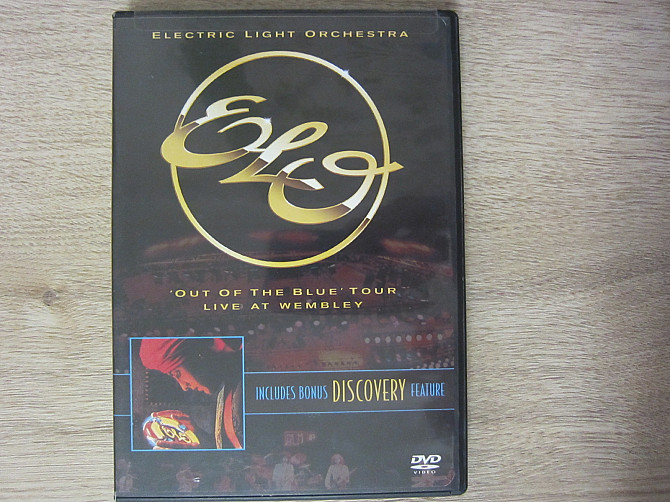 ELECTRIC LIGHT ORCHESTRA
ELO
'OUT OF THE BLUE' TOUR
LIVE AT WEMBLEY
INCLUDES BONUS DISCOVERY FEATURE
DVD
VIDEO